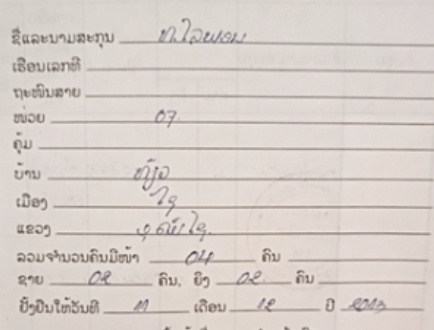 ຊື່ແລະນາມສະກຸນ ທ.ໄລພອນ
ເຮືອນເລກທີ
ຖະໜົນສາຍ
ໜ່ວຍ 07
ຄຸ້ມ
ບ້ານ
ເມືອງ ໄຊ
ແຂວງ ອຸດົມໄຊ
ລວມຈຳນວນຄົນມີໜ້າ 04 ຄົນ
ຊາຍ 02 ຄົນ, ຍິງ 02 ຄົນ
ຢັ້ງຢືນໃຫ້ວັນທີ 11 ເດືອນ 12 ປີ 2013